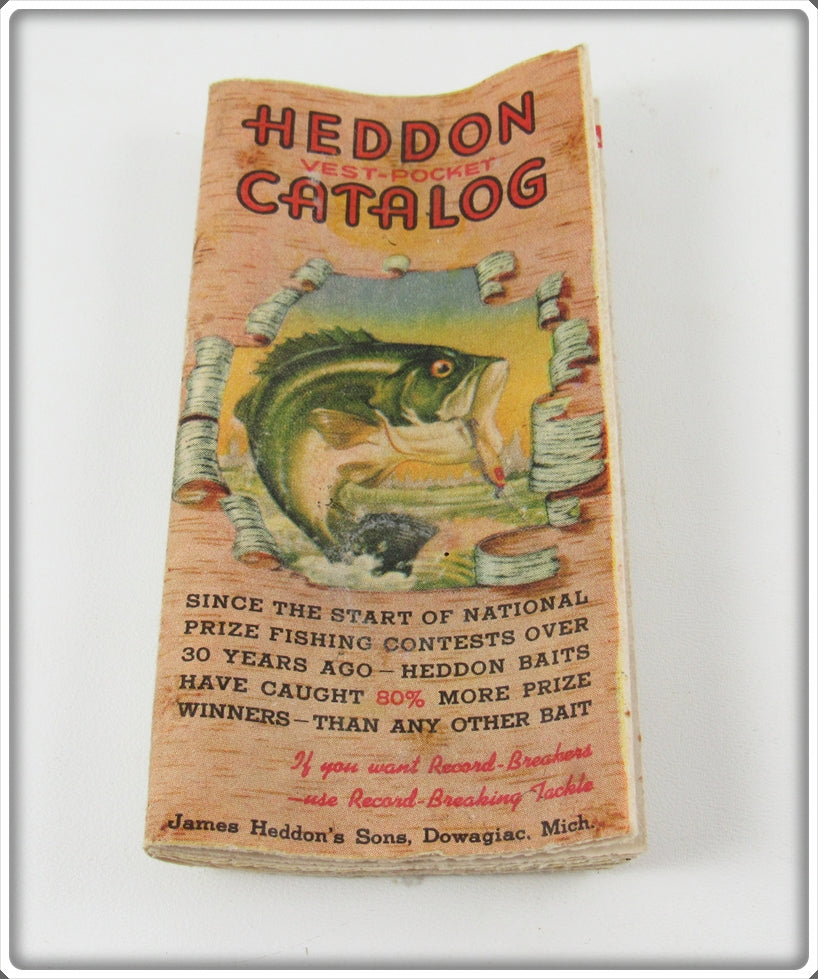 HEDDON
VEST-POCKET
CATALOG
SINCE THE START OF NATIONAL
PRIZE FISHING CONTESTS OVER
30 YEARS AGO—HEDDON BAITS
HAVE CAUGHT 80% MORE PRIZE
WINNERS—THAN ANY OTHER BAIT
If you want Record-Breakers
—use Record-Breaking Tackle
James Heddon's Sons, Dowagiac. Mich.